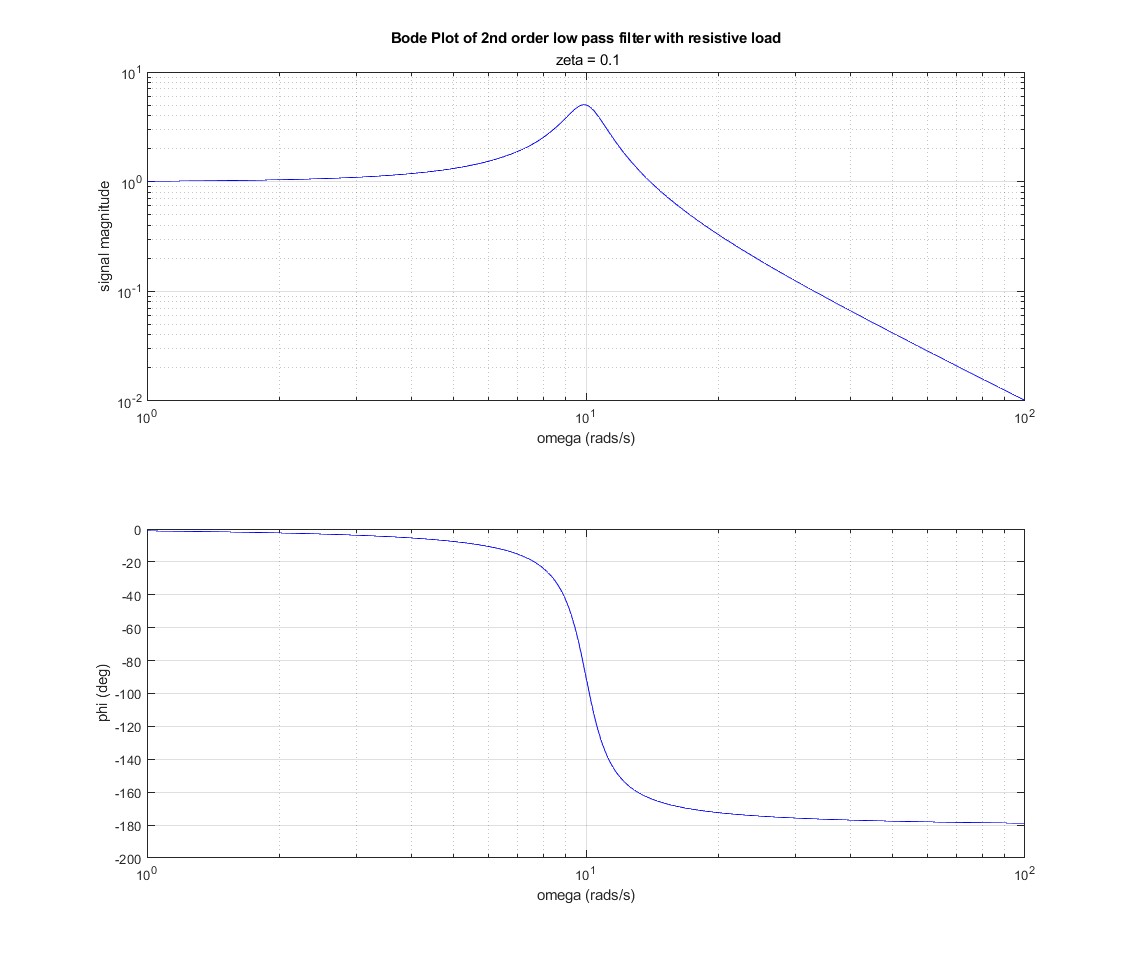 Bode Plot of 2nd order low pass filter with resistive load
zeta = 0.1
10^1
10^0
10^-1
10^-2
signal magnitude
10^0 10^1 10^2
omega (rads/s)
0
-20
-40
-60
-80
-100
-120
-140
-160
-180
-200
phi (deg)
10^0 10^1 10^2
omega (rads/s)